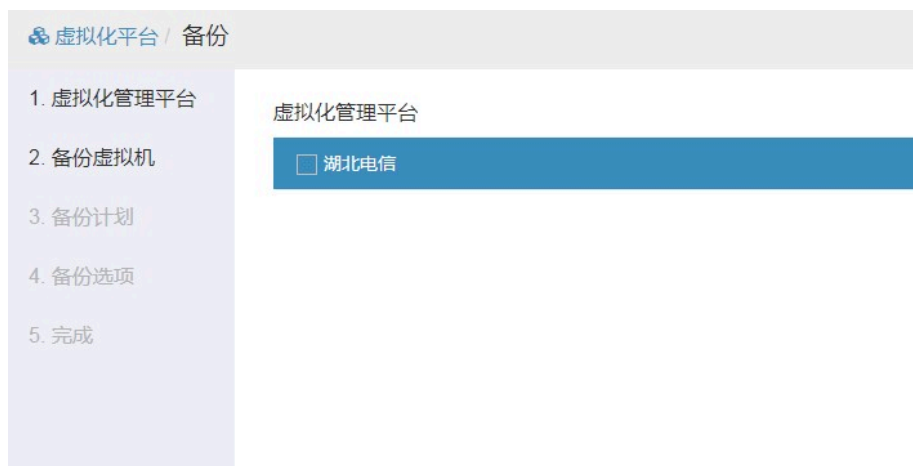 虚拟化平台 / 备份
1. 虚拟化管理平台
2. 备份虚拟机
3. 备份计划
4. 备份选项
5. 完成
虚拟化管理平台
湖北电信